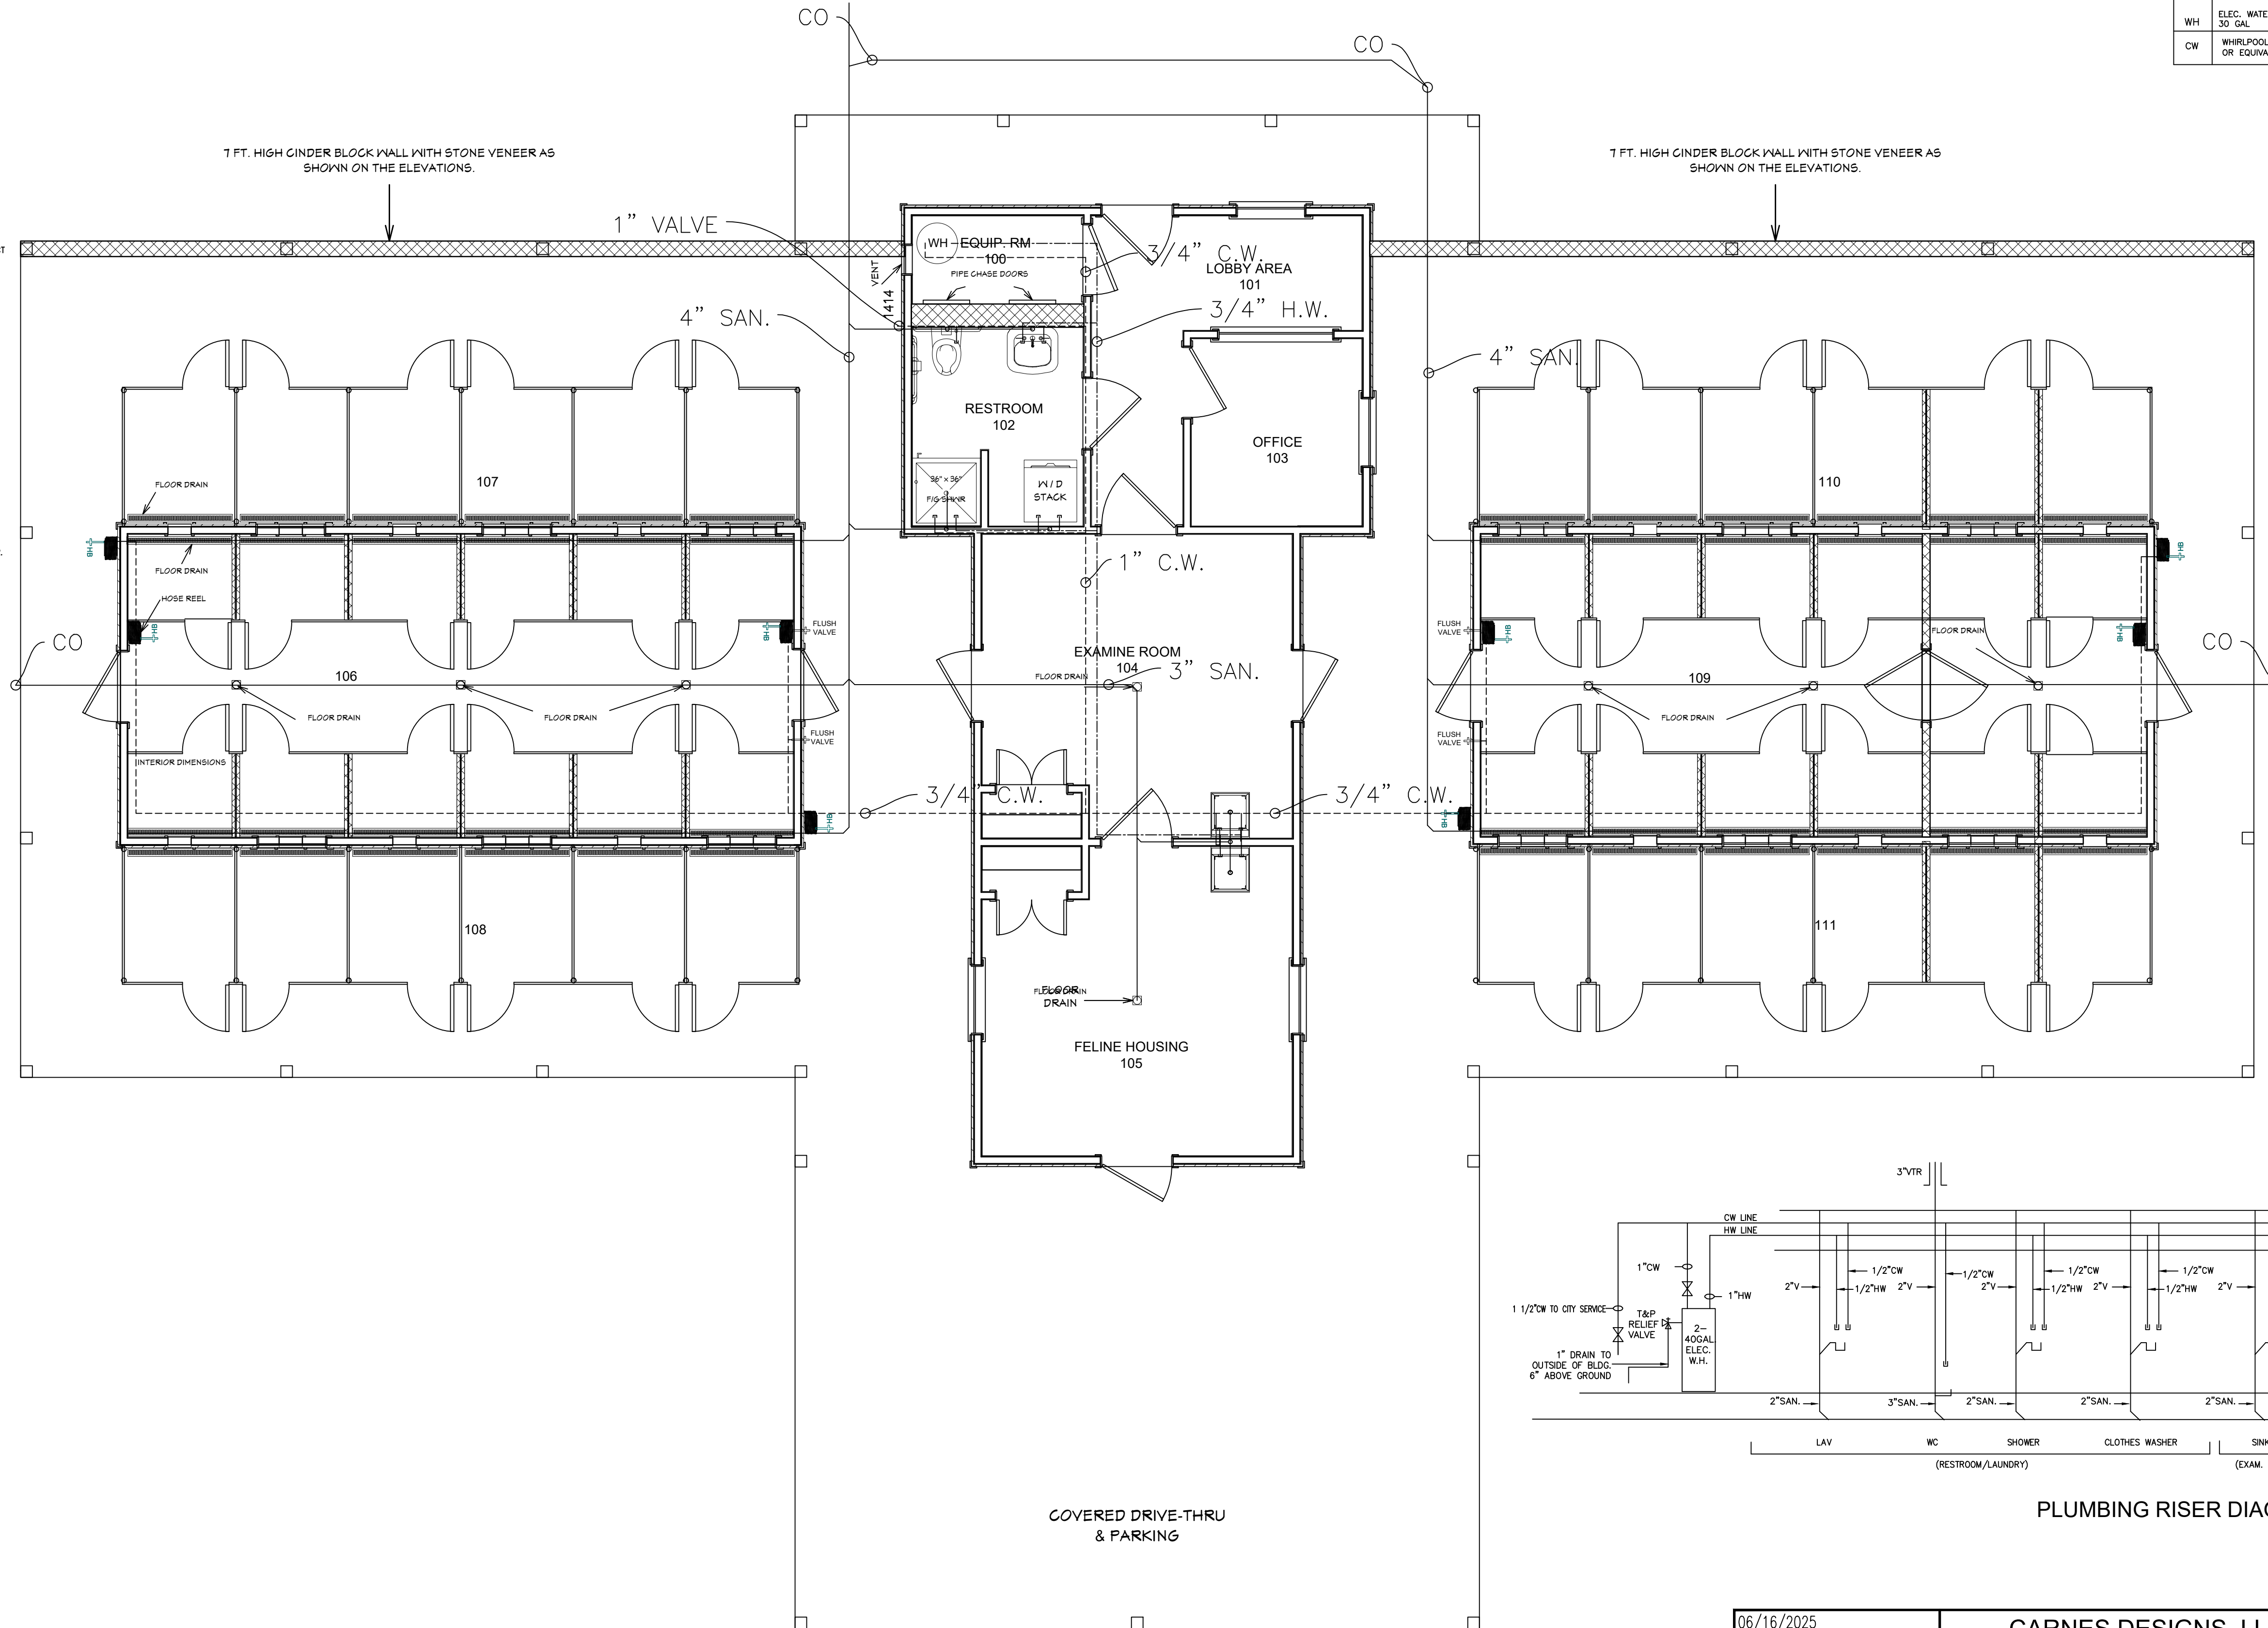 CO
CO
WH
ELEC. WATE
30 GAL
CW
WHIRLPOOL
OR EQUIVA
7 FT. HIGH CINDER BLOCK WALL WITH STONE VENEER AS
SHOWN ON THE ELEVATIONS.
7 FT. HIGH CINDER BLOCK WALL WITH STONE VENEER AS
SHOWN ON THE ELEVATIONS.
1" VALVE
WH
EQUIP. RM
100
PIPE CHASE DOORS
VENT
1414
3/4" C.W.
LOBBY AREA
101
3/4" H.W.
4" SAN.
4" SAN.
RESTROOM
102
OFFICE
103
36" x 36"
F/G SHWR
W/D
STACK
107
110
FLOOR DRAIN
HB
FLOOR DRAIN
HOSE REEL
HB
HB
FLUSH
VALVE
CO
106
FLOOR DRAIN
FLOOR DRAIN
FLUSH
VALVE
INTERIOR DIMENSIONS
HB
1" C.W.
EXAMINE ROOM
104
FLOOR DRAIN
3" SAN.
3/4" C.W.
3/4" C.W.
HB
FLUSH
VALVE
HB
FLOOR DRAIN
HB
CO
109
FLOOR DRAIN
FLUSH
VALVE
HB
108
111
FLOOR DRAIN
FLOOR
DRAIN
FELINE HOUSING
105
3"VTR
CW LINE
HW LINE
1"CW
1"HW
1 1/2"CW TO CITY SERVICE
T&P
RELIEF
VALVE
2-
40GAL
ELEC.
W.H.
1" DRAIN TO
OUTSIDE OF BLDG.
6" ABOVE GROUND
2"V
1/2"CW
1/2"HW
2"V
1/2"CW
2"V
1/2"CW
1/2"HW
2"V
1/2"CW
1/2"HW
2"V
2"SAN.
3"SAN.
2"SAN.
2"SAN.
2"SAN.
LAV
WC
SHOWER
CLOTHES WASHER
SINK
(RESTROOM/LAUNDRY)
(EXAM.
PLUMBING RISER DIAG
COVERED DRIVE-THRU
& PARKING
06/16/2025